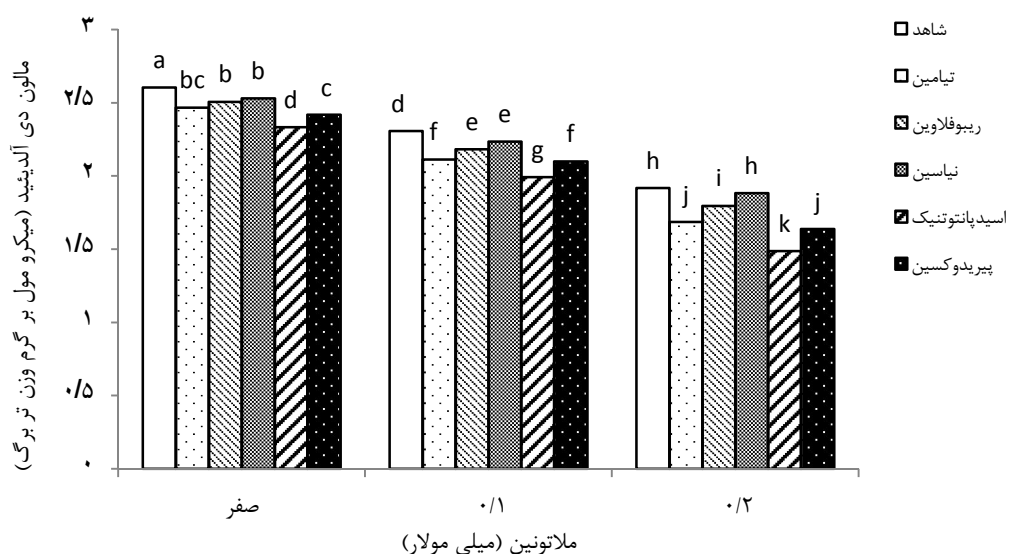 مالون دی آلدیئید (میکرو مول بر گرم وزن تر برگ)
۳
۲/۵
۲
۱/۵
۱
۰/۵
۰
a bc b b d c
d f e e g f
h j i h k j
صفر ۰/۱ ۰/۲
ملاتونین (میلی مولار)
شاهد
تیامین
ریبوفلاوین
نیاسین
اسیدپانتوتنیک
پیریدوکسین